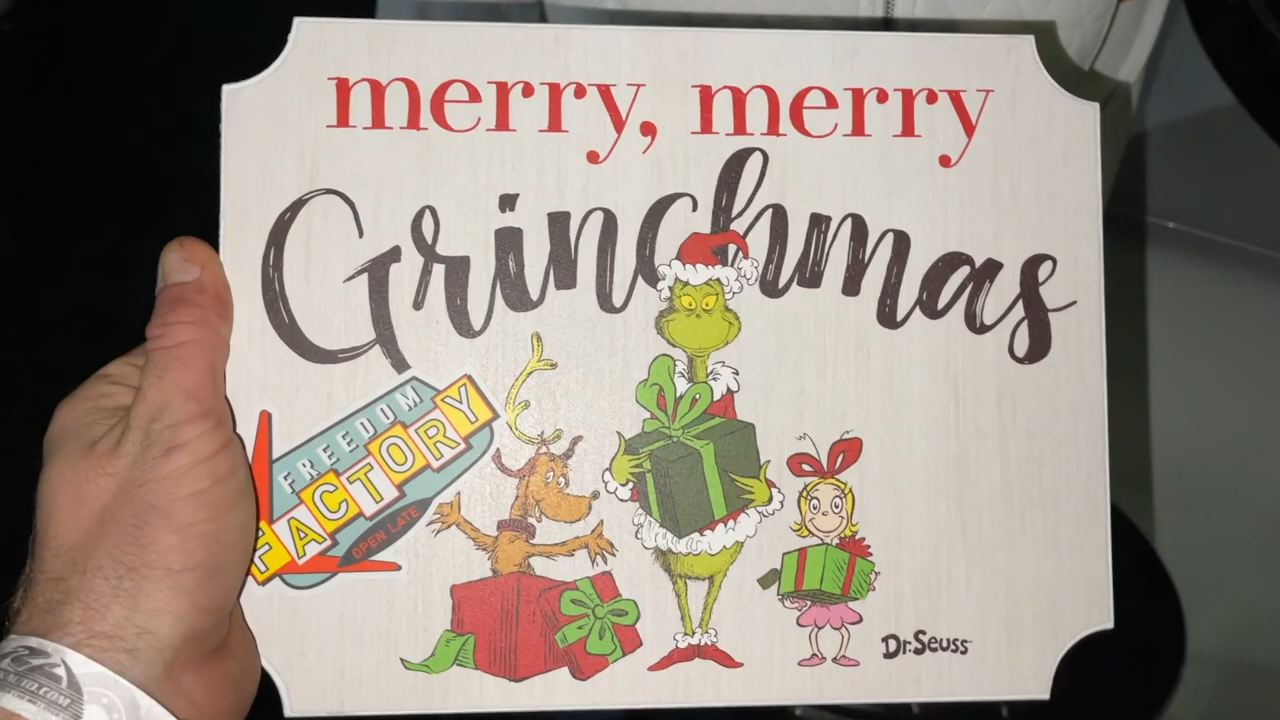 merry, merry
Grinchmas
FREEDOM
FACTORY
OPEN LATE
Dr. Seuss